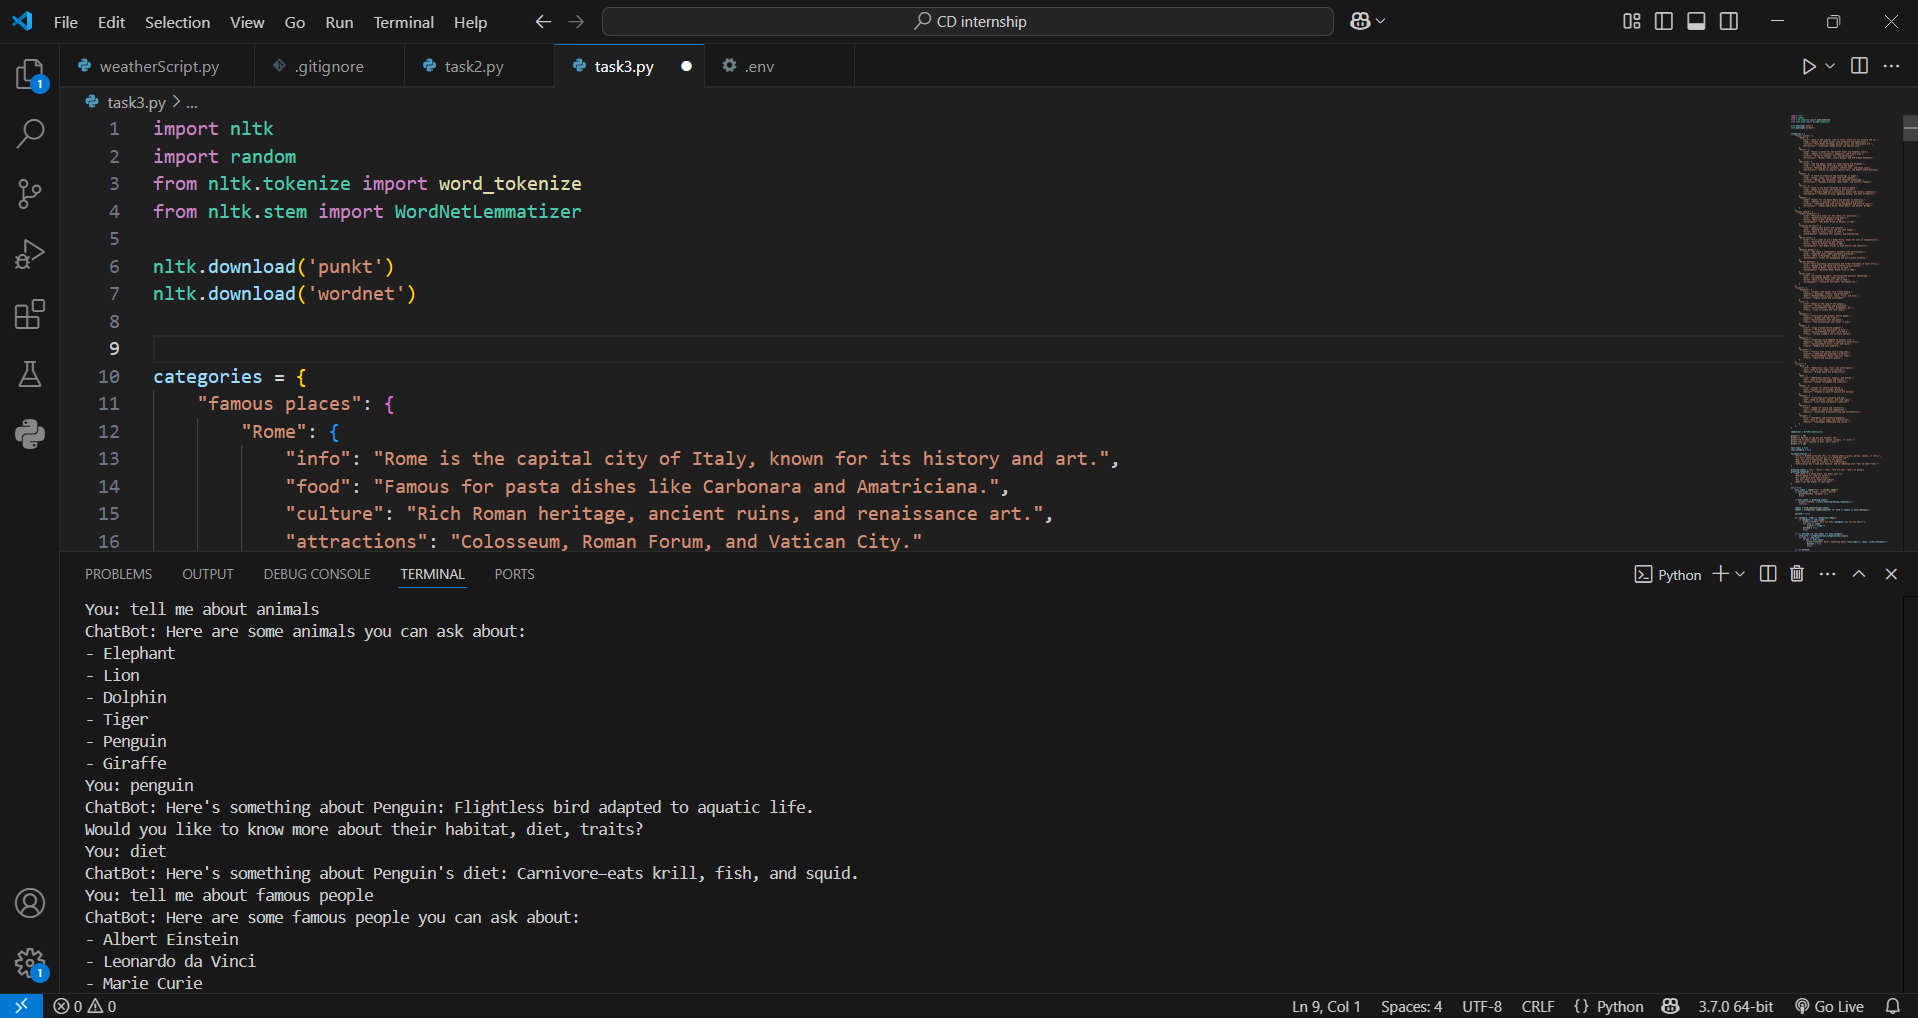 File Edit Selection View Go Run Terminal Help CD internship
weatherScript.py .gitignore task2.py task3.py .env
task3.py > ...
1 import nltk
2 import random
3 from nltk.tokenize import word_tokenize
4 from nltk.stem import WordNetLemmatizer
5
6 nltk.download('punkt')
7 nltk.download('wordnet')
8
9
10 categories = {
11 "famous places": {
12 "Rome": {
13 "info": "Rome is the capital city of Italy, known for its history and art.",
14 "food": "Famous for pasta dishes like Carbonara and Amatriciana.",
15 "culture": "Rich Roman heritage, ancient ruins, and renaissance art.",
16 "attractions": "Colosseum, Roman Forum, and Vatican City."
PROBLEMS OUTPUT DEBUG CONSOLE TERMINAL PORTS Python
You: tell me about animals
ChatBot: Here are some animals you can ask about:
- Elephant
- Lion
- Dolphin
- Tiger
- Penguin
- Giraffe
You: penguin
ChatBot: Here's something about Penguin: Flightless bird adapted to aquatic life.
Would you like to know more about their habitat, diet, traits?
You: diet
ChatBot: Here's something about Penguin's diet: Carnivore—eats krill, fish, and squid.
You: tell me about famous people
ChatBot: Here are some famous people you can ask about:
- Albert Einstein
- Leonardo da Vinci
- Marie Curie
1
1
0 0 Ln 9, Col 1 Spaces: 4 UTF-8 CRLF {} Python 3.7.0 64-bit Go Live